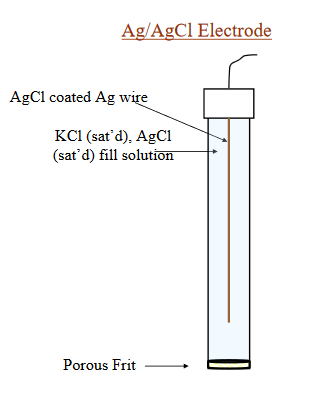 Ag/AgCl Electrode
AgCl coated Ag wire
KCl (sat'd), AgCl
(sat'd) fill solution
Porous Frit